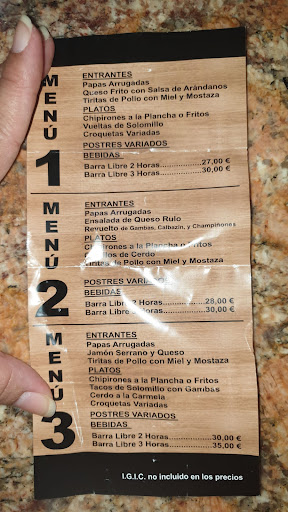 MENÚ 1
ENTRANTES
Papas Arrugadas
Queso Frito con Salsa de Arándanos
Tiritas de Pollo con Miel y Mostaza
PLATOS
Chipirones a la Plancha o Fritos
Vueltas de Solomillo
Croquetas Variadas
POSTRES VARIADOS
BEBIDAS
Barra Libre 2 Horas....................27,00 €
Barra Libre 3 Horas....................30,00 €
MENÚ 2
ENTRANTES
Papas Arrugadas
Ensalada de Queso Rulo
Revuelto de Gambas, Calbazín, y Champiñones
PLATOS
Chipirones a la Plancha o Fritos
de Cerdo
Tiritas de Pollo con Miel y Mostaza
POSTRES VARIADOS
BEBIDAS
Barra Libre 2 Horas....................28,00 €
Barra Libre 3 Horas....................30,00 €
MENÚ 3
ENTRANTES
Papas Arrugadas
Jamón Serrano y Queso
Tiritas de Pollo con Miel y Mostaza
PLATOS
Chipirones a la Plancha o Fritos
Tacos de Solomillo con Gambas
Cerdo a la Carmela
Croquetas Variadas
POSTRES VARIADOS
BEBIDAS
Barra Libre 2 Horas....................30,00 €
Barra Libre 3 Horas....................35,00 €
I.G.I.C. no incluido en los precios